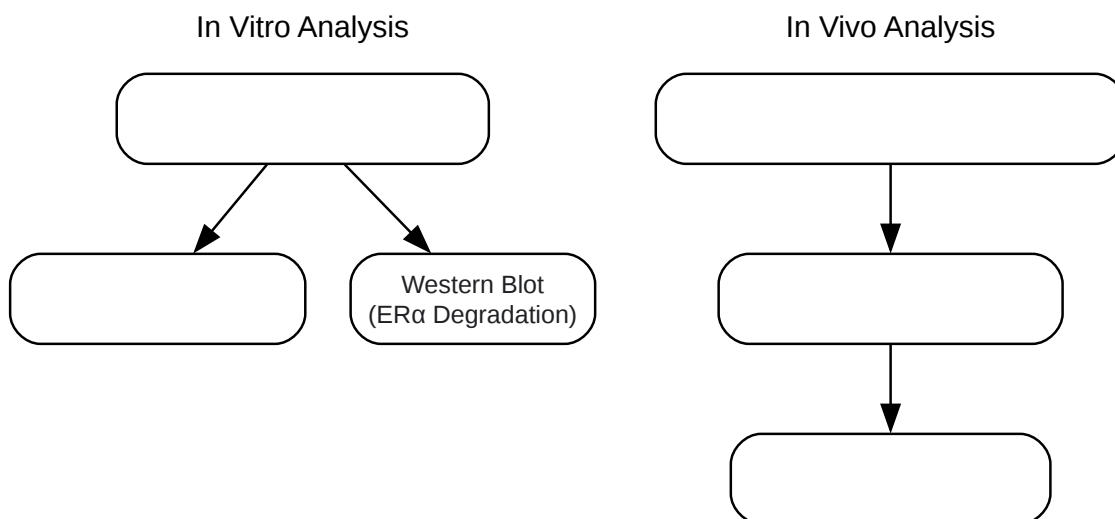 In Vitro Analysis
In Vivo Analysis
Western Blot
(ERα Degradation)